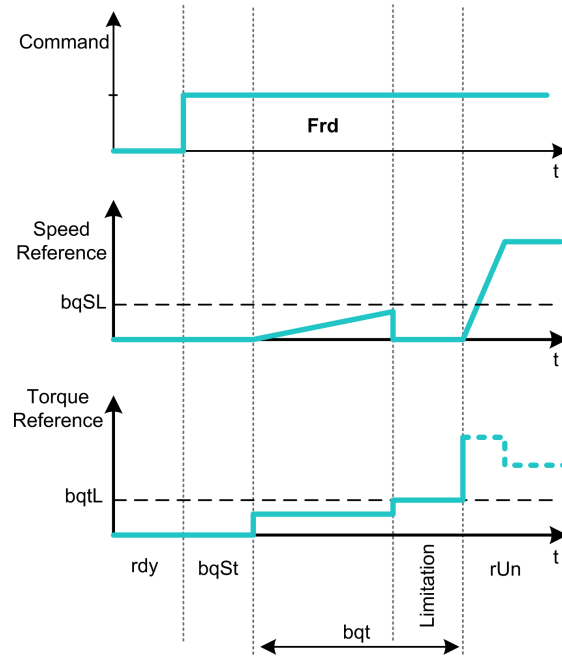 Command
Frd
t
Speed
Reference
bqSL
t
Torque
Reference
bqtL
t
rdy
bqSt
Limitation
rUn
bqt